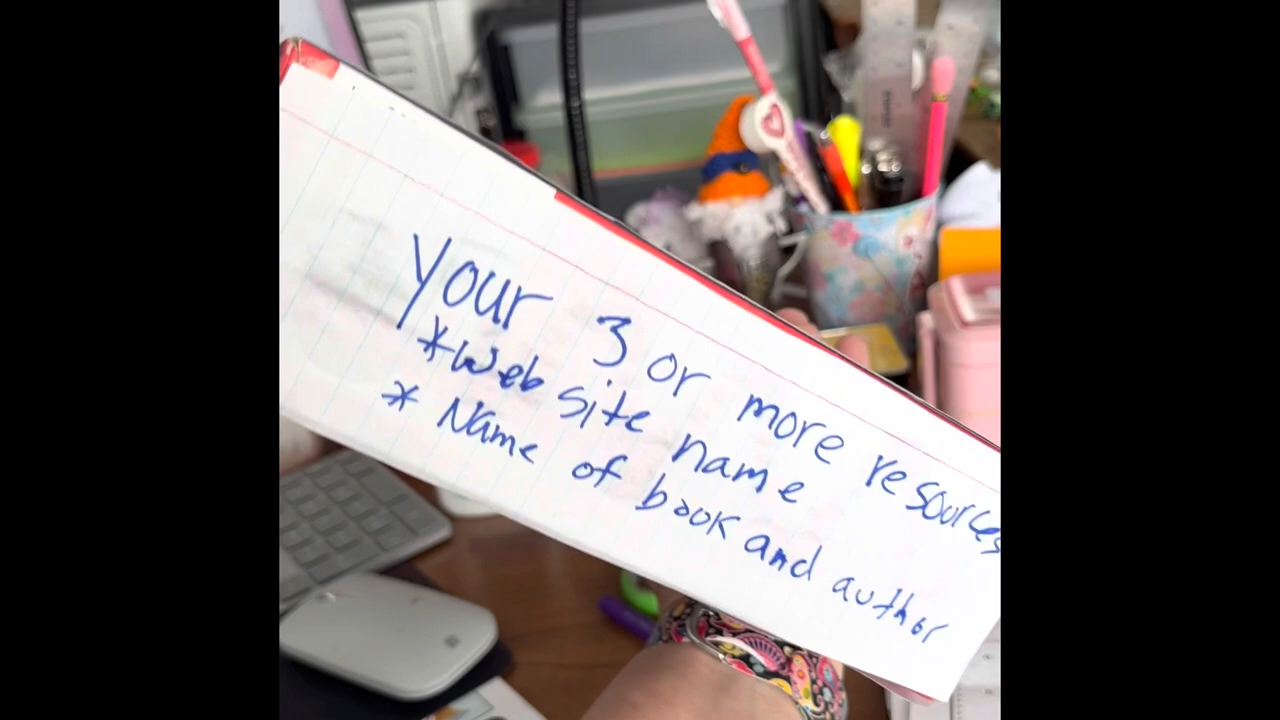 Your 3 or more resources
* Web site name
* Name of book and author